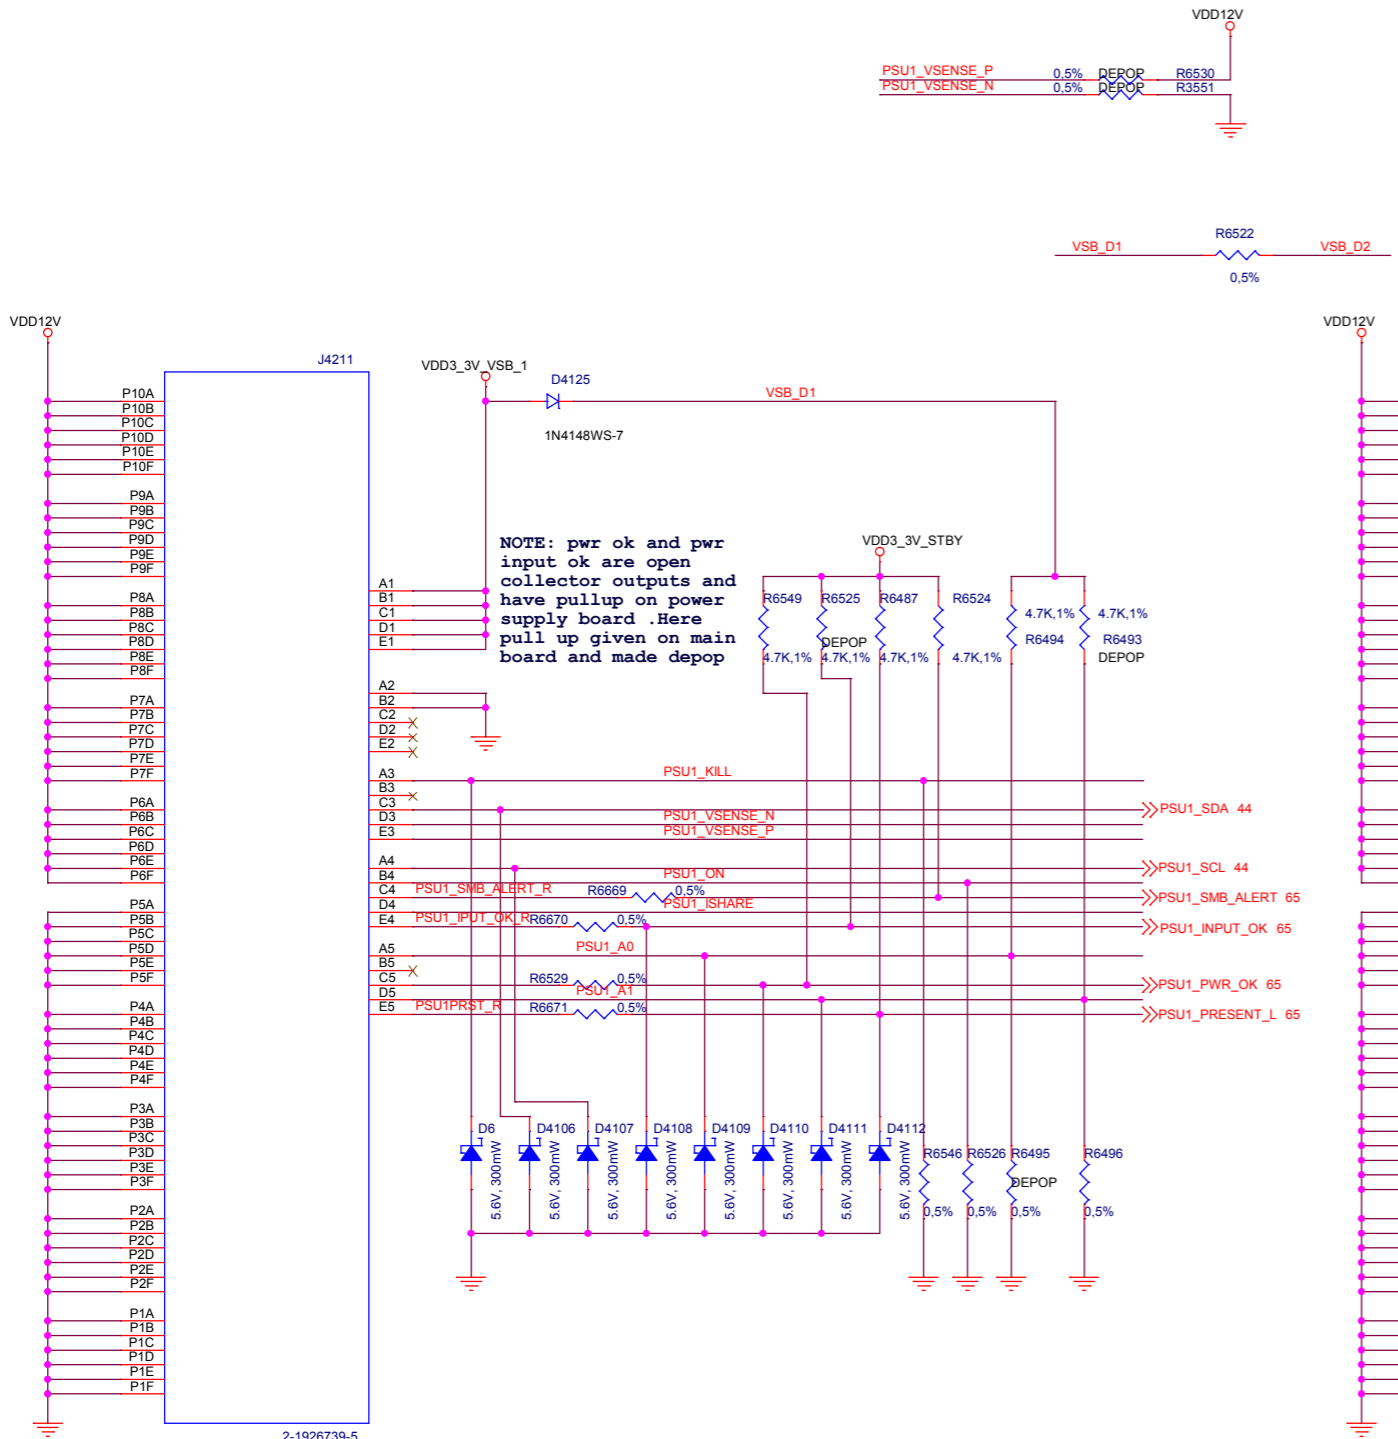 VDD12V
PSU1_VSENSE_P 0,5% DEPOP R6530
PSU1_VSENSE_N 0,5% DEPOP R3551
R6522
VSB_D1 VSB_D2
0,5%
VDD12V
VDD12V
J4211
VDD3_3V_VSB_1
D4125
VSB_D1
1N4148WS-7
P10A
P10B
P10C
P10D
P10E
P10F
P9A
P9B
P9C
P9D
P9E
P9F
P8A
P8B
P8C
P8D
P8E
P8F
P7A
P7B
P7C
P7D
P7E
P7F
P6A
P6B
P6C
P6D
P6E
P6F
P5A
P5B
P5C
P5D
P5E
P5F
P4A
P4B
P4C
P4D
P4E
P4F
P3A
P3B
P3C
P3D
P3E
P3F
P2A
P2B
P2C
P2D
P2E
P2F
P1A
P1B
P1C
P1D
P1E
P1F
2-1926739-5
A1
B1
C1
D1
E1
A2
B2
C2
D2
E2
A3
B3
C3
D3
E3
A4
B4
C4
D4
E4
A5
B5
C5
D5
E5
NOTE: pwr ok and pwr
input ok are open
collector outputs and
have pullup on power
supply board .Here
pull up given on main
board and made depop
VDD3_3V_STBY
R6549 R6525 R6487 R6524
DEPOP
4.7K,1% 4.7K,1% 4.7K,1% 4.7K,1%
4.7K,1% 4.7K,1%
R6494 R6493
DEPOP
PSU1_KILL
PSU1_SDA 44
PSU1_VSENSE_N
PSU1_VSENSE_P
PSU1_SCL 44
PSU1_ON
PSU1_SMB_ALERT_R R6669 0,5% PSU1_SMB_ALERT 65
PSU1_ISHARE
PSU1_IPUT_OK_R R6670 0,5% PSU1_INPUT_OK 65
PSU1_A0
R6529 0,5% PSU1_PWR_OK 65
PSU1_A1
PSU1PRST_R R6671 0,5% PSU1_PRESENT_L 65
D6 D4106 D4107 D4108 D4109 D4110 D4111 D4112
5.6V, 300mW
5.6V, 300mW
5.6V, 300mW
5.6V, 300mW
5.6V, 300mW
5.6V, 300mW
5.6V, 300mW
5.6V, 300mW
R6546 R6526 R6495 R6496
DEPOP
0,5% 0,5% 0,5% 0,5%